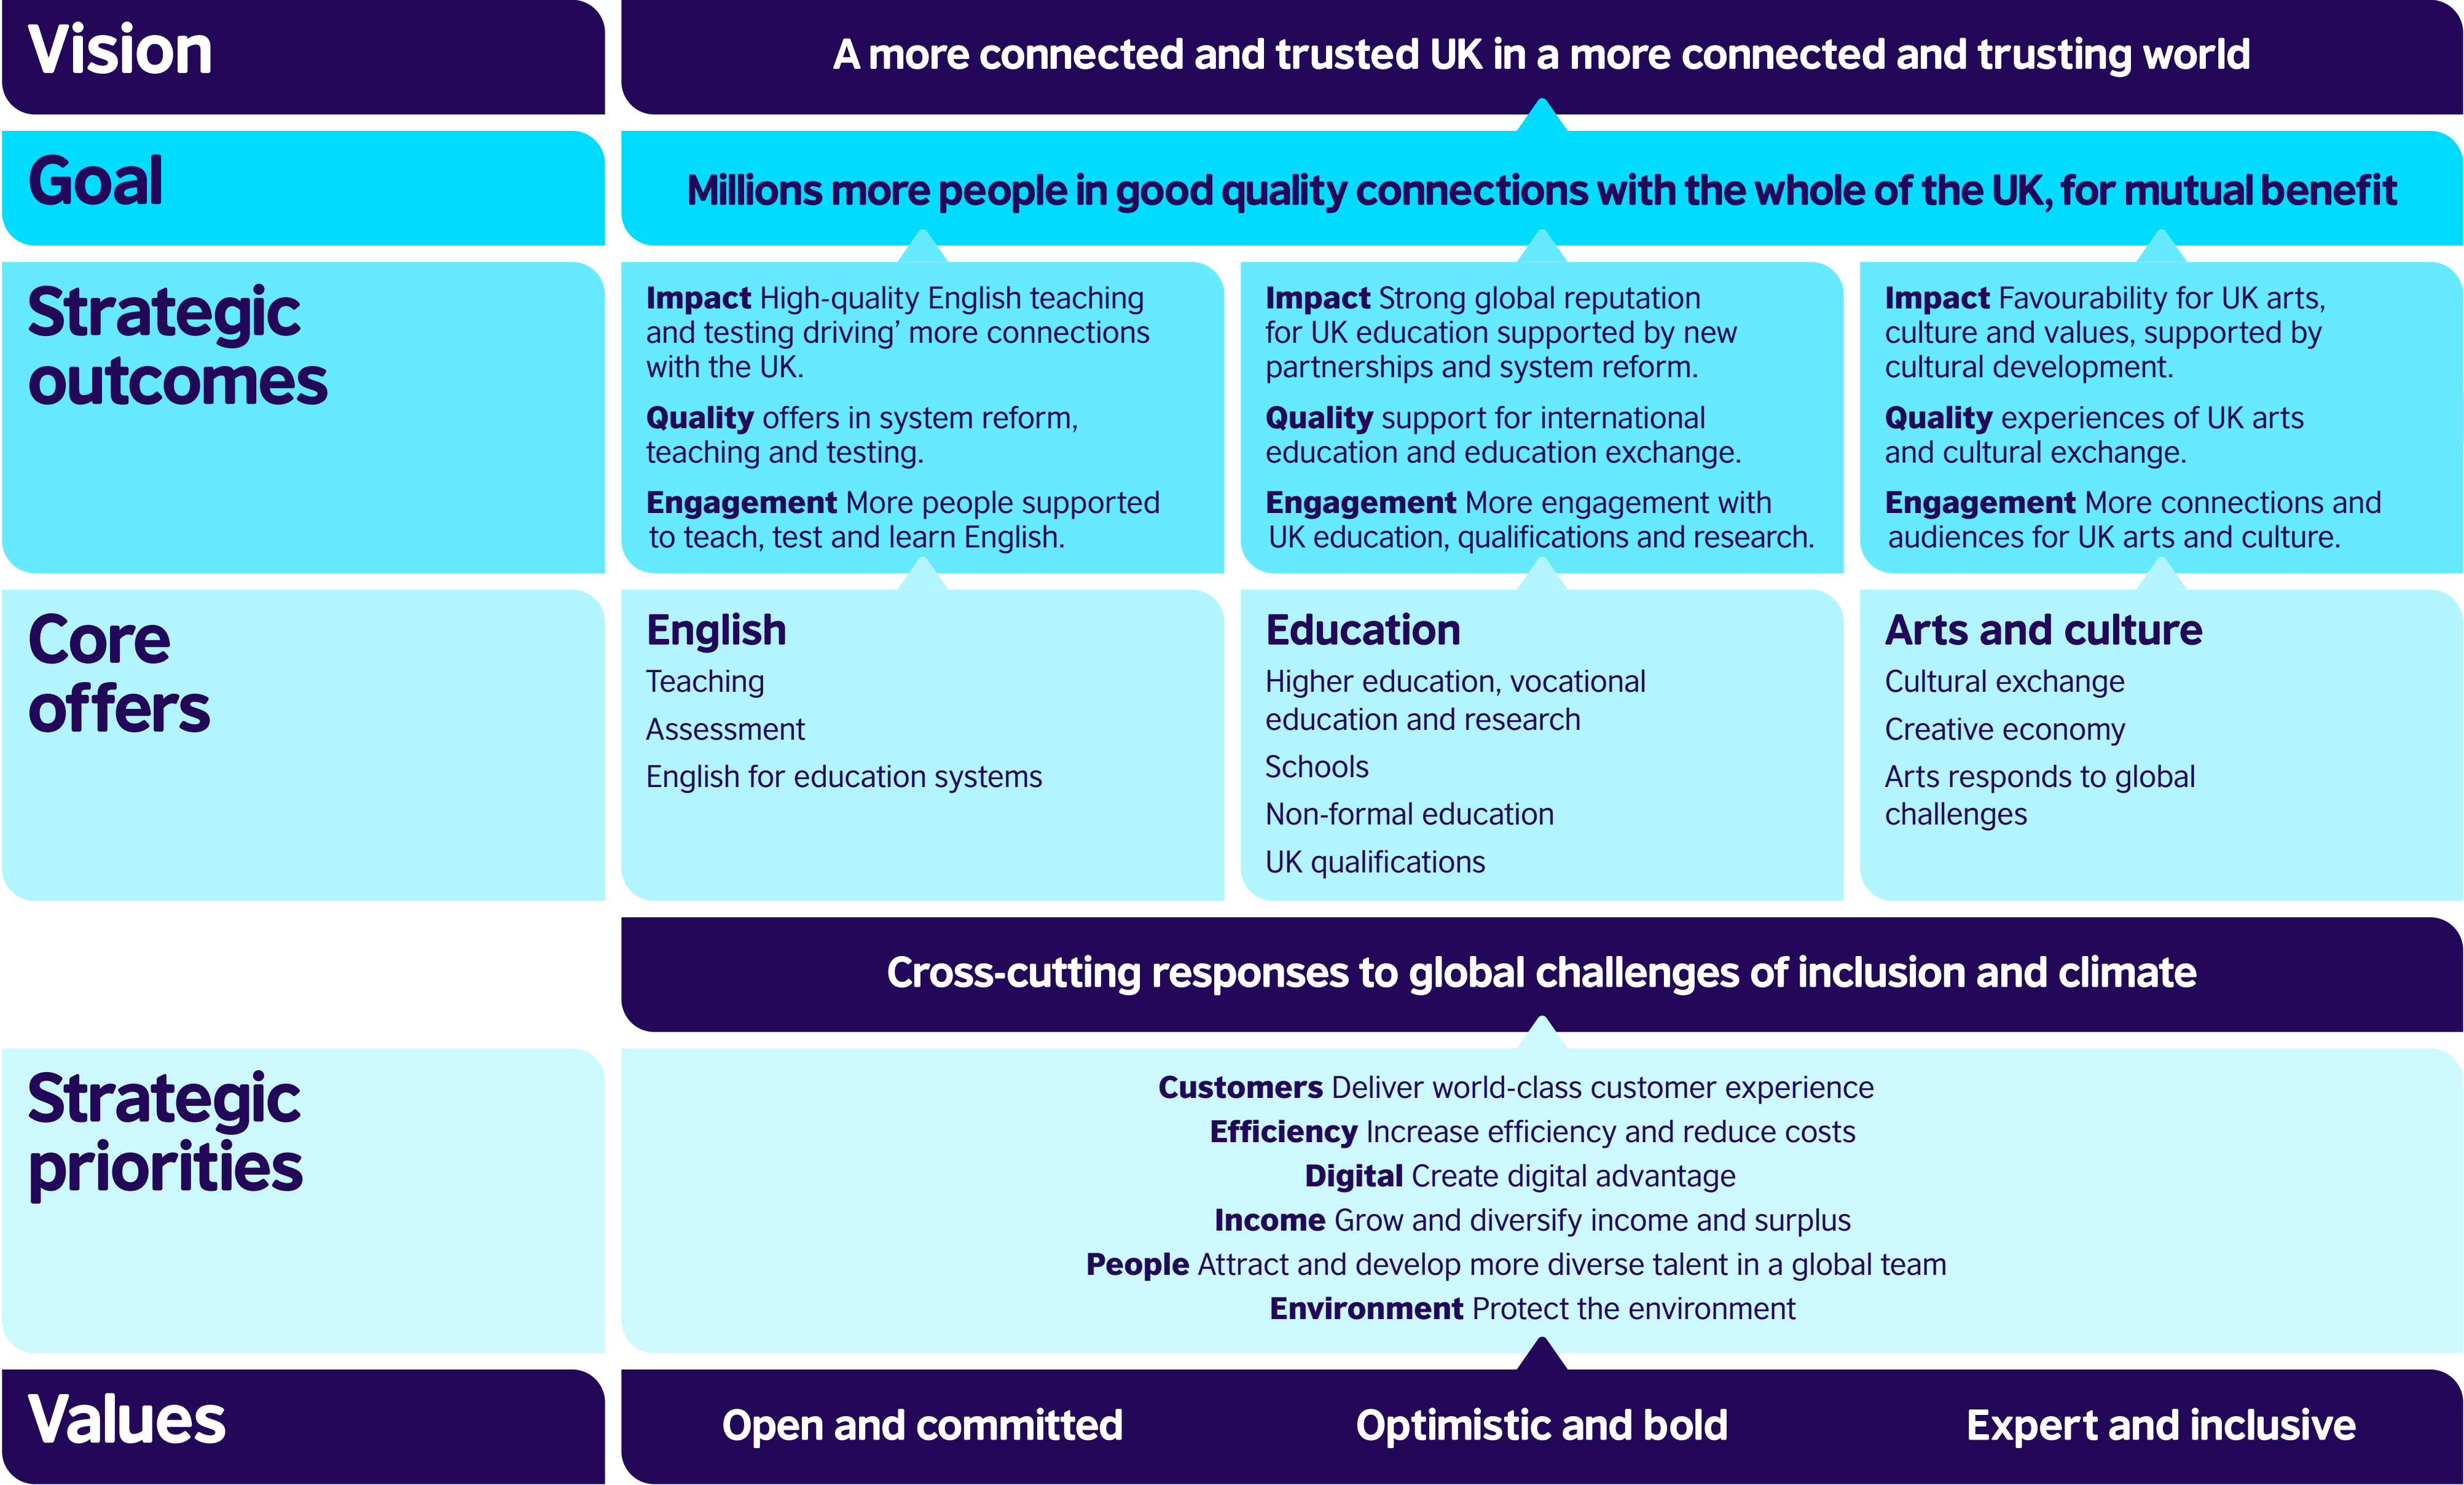 Vision
A more connected and trusted UK in a more connected and trusting world
Goal
Millions more people in good quality connections with the whole of the UK, for mutual benefit
Strategic
outcomes
Impact High-quality English teaching
and testing driving’ more connections
with the UK.
Quality offers in system reform,
teaching and testing.
Engagement More people supported
to teach, test and learn English.
Impact Strong global reputation
for UK education supported by new
partnerships and system reform.
Quality support for international
education and education exchange.
Engagement More engagement with
UK education, qualifications and research.
Impact Favourability for UK arts,
culture and values, supported by
cultural development.
Quality experiences of UK arts
and cultural exchange.
Engagement More connections and
audiences for UK arts and culture.
Core
offers
English
Teaching
Assessment
English for education systems
Education
Higher education, vocational
education and research
Schools
Non-formal education
UK qualifications
Arts and culture
Cultural exchange
Creative economy
Arts responds to global
challenges
Cross-cutting responses to global challenges of inclusion and climate
Strategic
priorities
Customers Deliver world-class customer experience
Efficiency Increase efficiency and reduce costs
Digital Create digital advantage
Income Grow and diversify income and surplus
People Attract and develop more diverse talent in a global team
Environment Protect the environment
Values
Open and committed
Optimistic and bold
Expert and inclusive